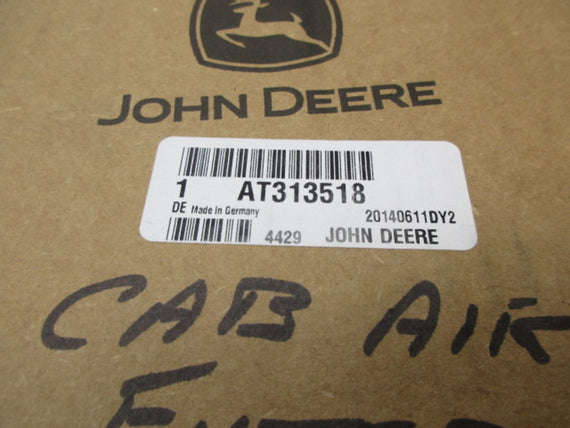 JOHN DEERE
1 AT313518
DE Made in Germany 20140611DY2
4429 JOHN DEERE
CAB AIR